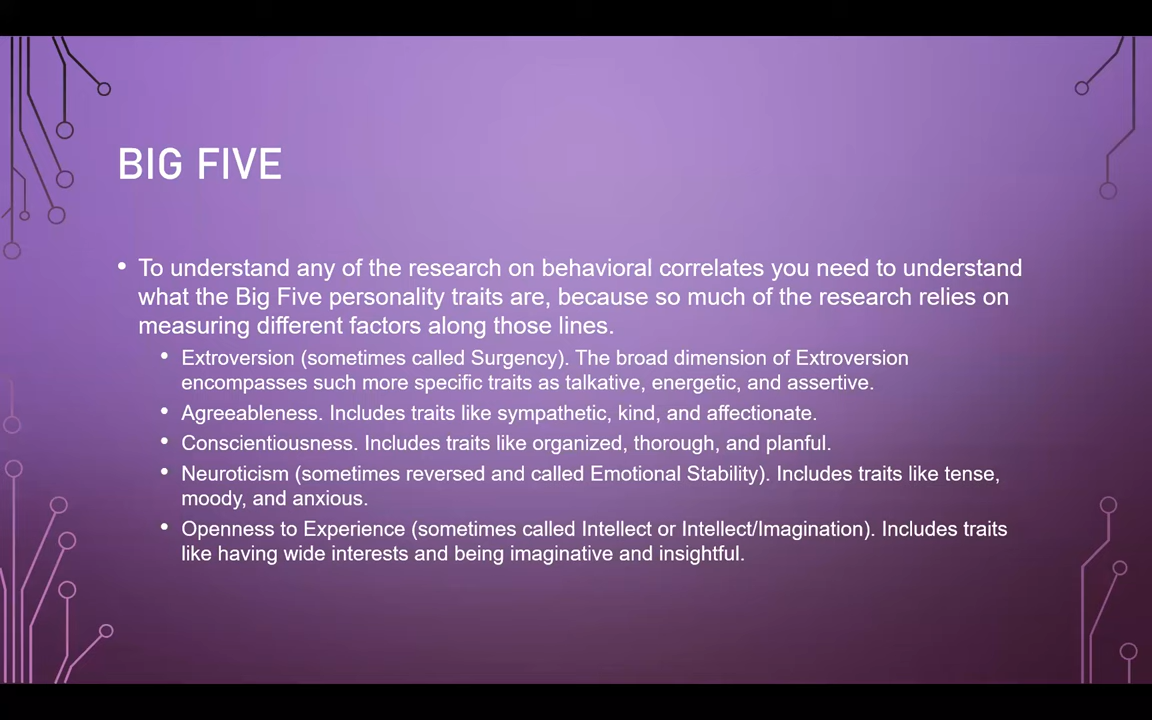 BIG FIVE
• To understand any of the research on behavioral correlates you need to understand
what the Big Five personality traits are, because so much of the research relies on
measuring different factors along those lines.
• Extroversion (sometimes called Surgency). The broad dimension of Extroversion
encompasses such more specific traits as talkative, energetic, and assertive.
• Agreeableness. Includes traits like sympathetic, kind, and affectionate.
• Conscientiousness. Includes traits like organized, thorough, and planful.
• Neuroticism (sometimes reversed and called Emotional Stability). Includes traits like tense,
moody, and anxious.
• Openness to Experience (sometimes called Intellect or Intellect/Imagination). Includes traits
like having wide interests and being imaginative and insightful.